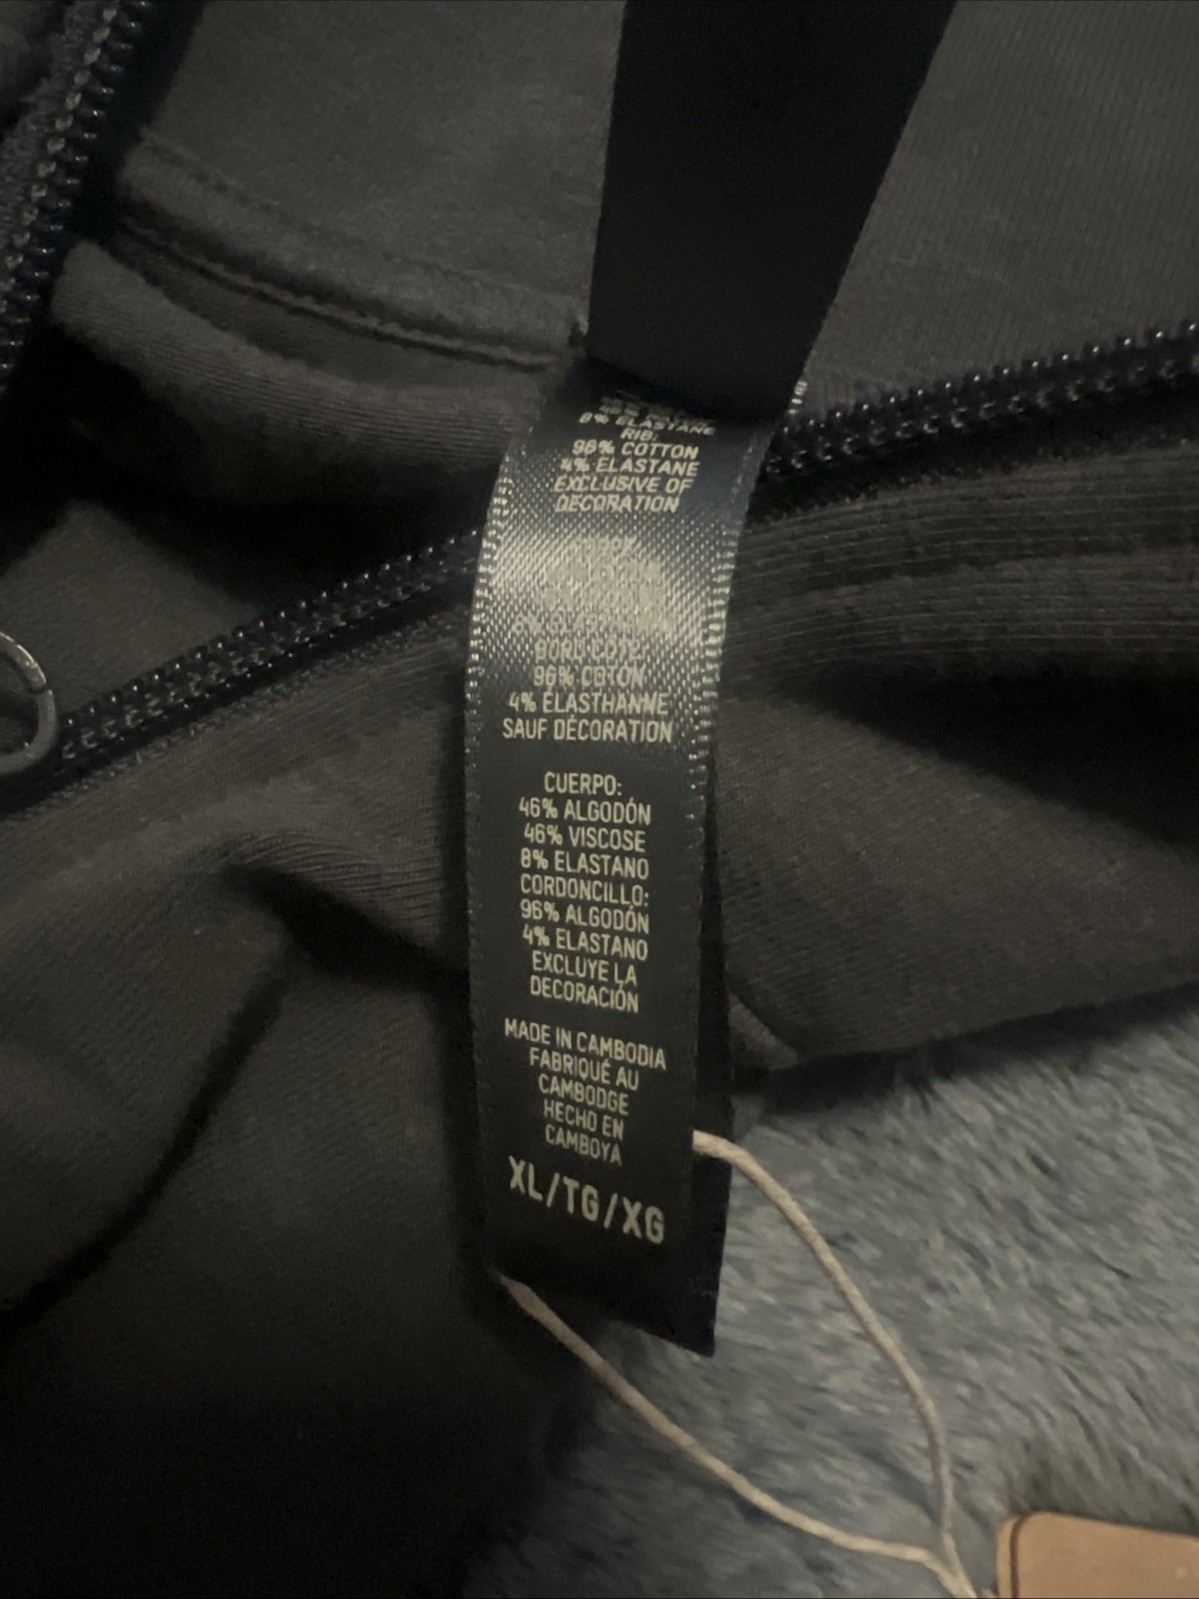 8% ELASTANE
RIB:
96% COTTON
4% ELASTANE
EXCLUSIVE OF
DECORATION
96% COTON
4% ÉLASTHANNE
SAUF DÉCORATION
CUERPO:
46% ALGODÓN
46% VISCOSE
8% ELASTANO
CORDONCILLO:
96% ALGODÓN
4% ELASTANO
EXCLUYE LA
DECORACIÓN
MADE IN CAMBODIA
FABRIQUÉ AU
CAMBODGE
HECHO EN
CAMBOYA
XL/TG/XG